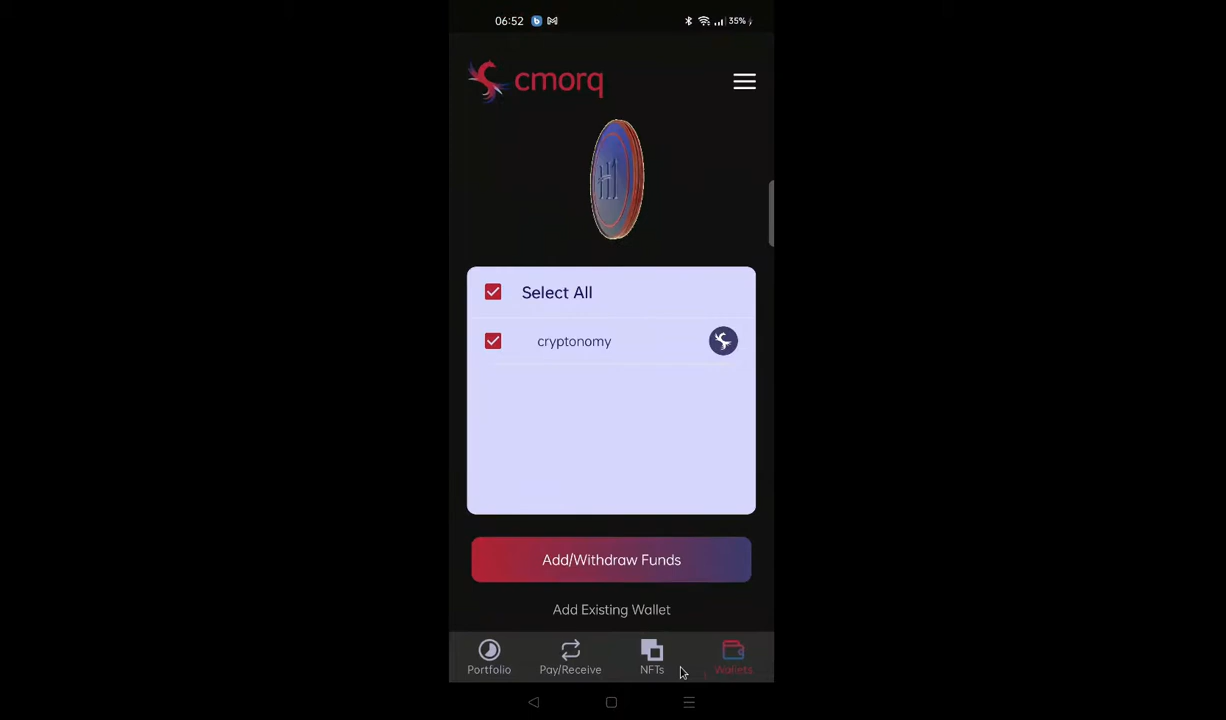 06:52
35%
cmorq
Select All
cryptonomy
Add/Withdraw Funds
Add Existing Wallet
Portfolio
Pay/Receive
NFTs
Wallets